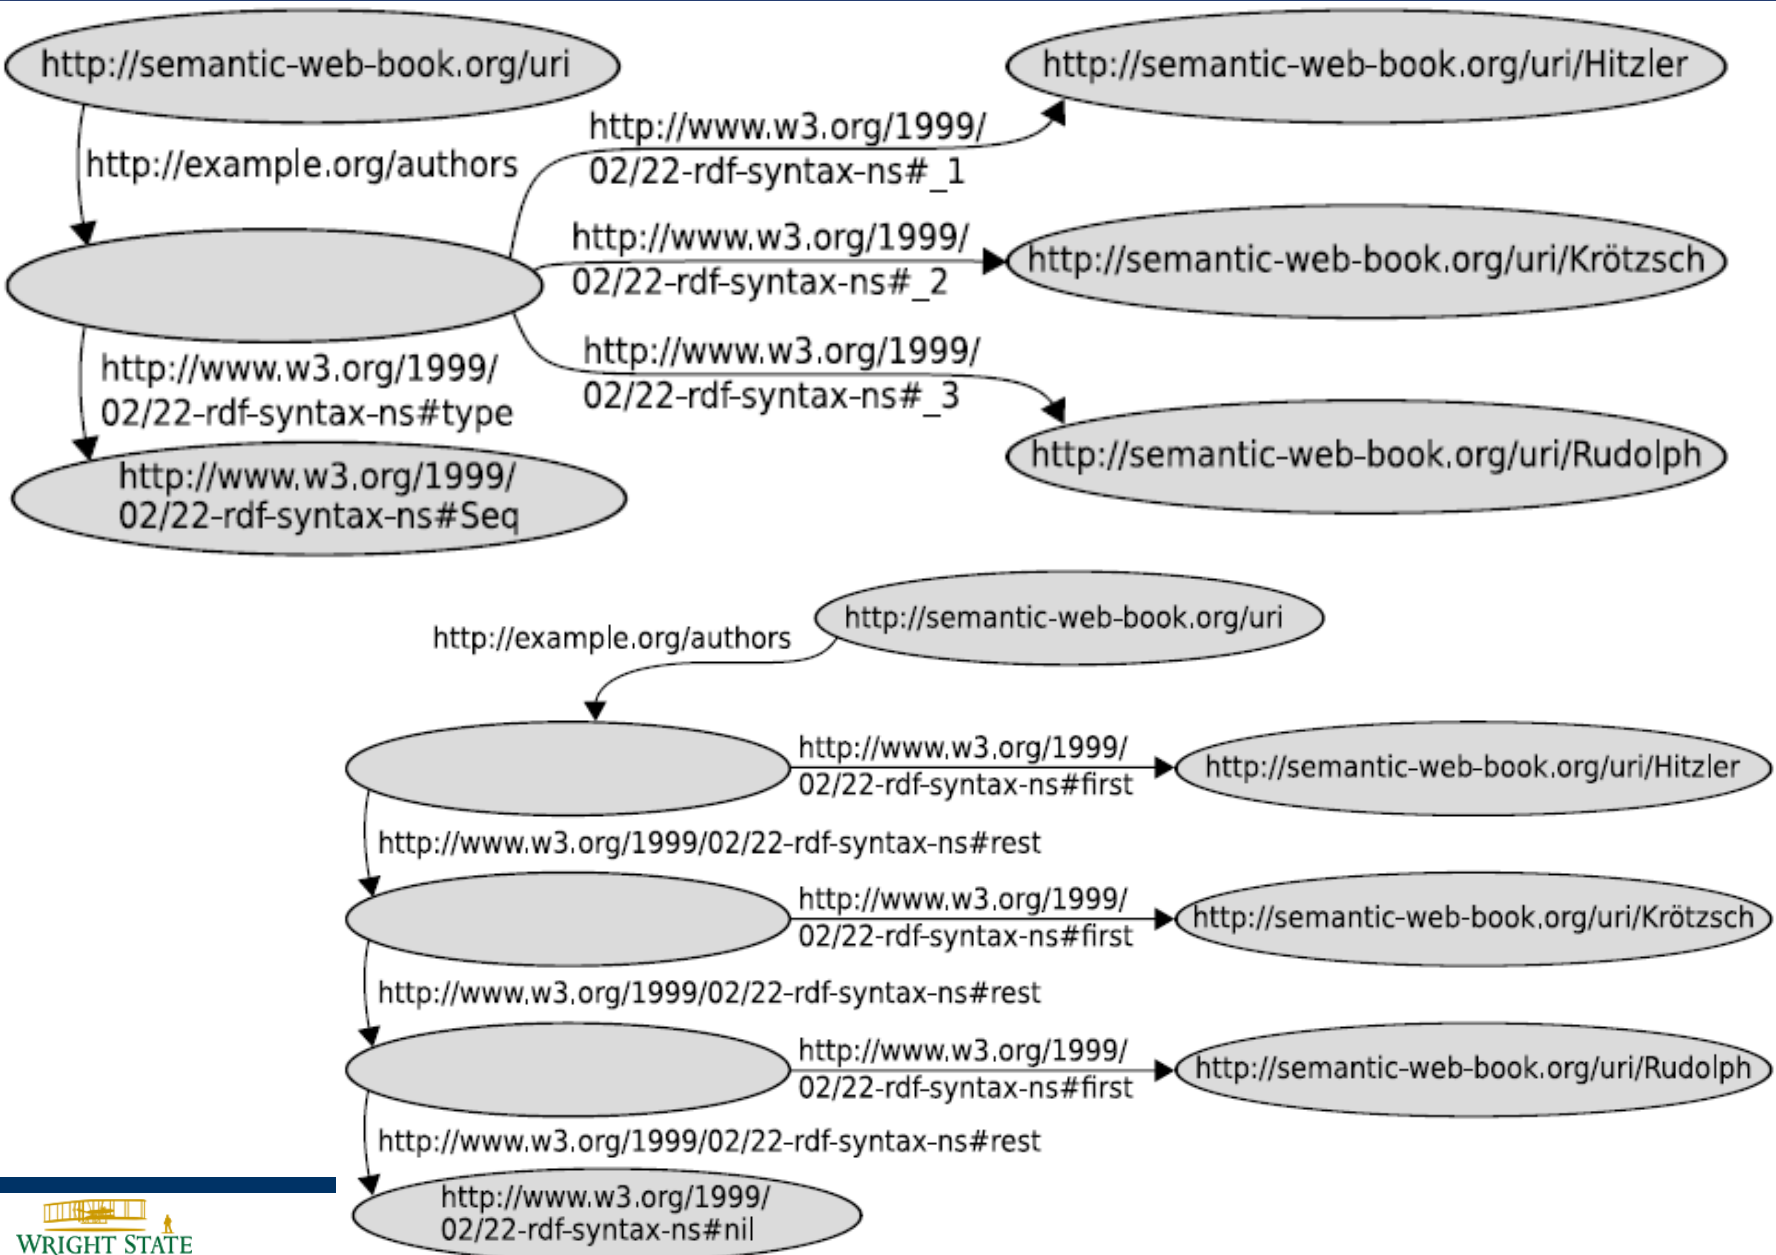 http://semantic-web-book.org/uri
http://semantic-web-book.org/uri/Hitzler
http://www.w3.org/1999/
02/22-rdf-syntax-ns#_1
http://example.org/authors
http://www.w3.org/1999/
02/22-rdf-syntax-ns#_2
http://semantic-web-book.org/uri/Krötzsch
http://www.w3.org/1999/
02/22-rdf-syntax-ns#_3
http://www.w3.org/1999/
02/22-rdf-syntax-ns#type
http://semantic-web-book.org/uri/Rudolph
http://www.w3.org/1999/
02/22-rdf-syntax-ns#Seq
http://semantic-web-book.org/uri
http://example.org/authors
http://www.w3.org/1999/
02/22-rdf-syntax-ns#first
http://semantic-web-book.org/uri/Hitzler
http://www.w3.org/1999/02/22-rdf-syntax-ns#rest
http://www.w3.org/1999/
02/22-rdf-syntax-ns#first
http://semantic-web-book.org/uri/Krötzsch
http://www.w3.org/1999/02/22-rdf-syntax-ns#rest
http://www.w3.org/1999/
02/22-rdf-syntax-ns#first
http://semantic-web-book.org/uri/Rudolph
http://www.w3.org/1999/02/22-rdf-syntax-ns#rest
http://www.w3.org/1999/
02/22-rdf-syntax-ns#nil
WRIGHT STATE